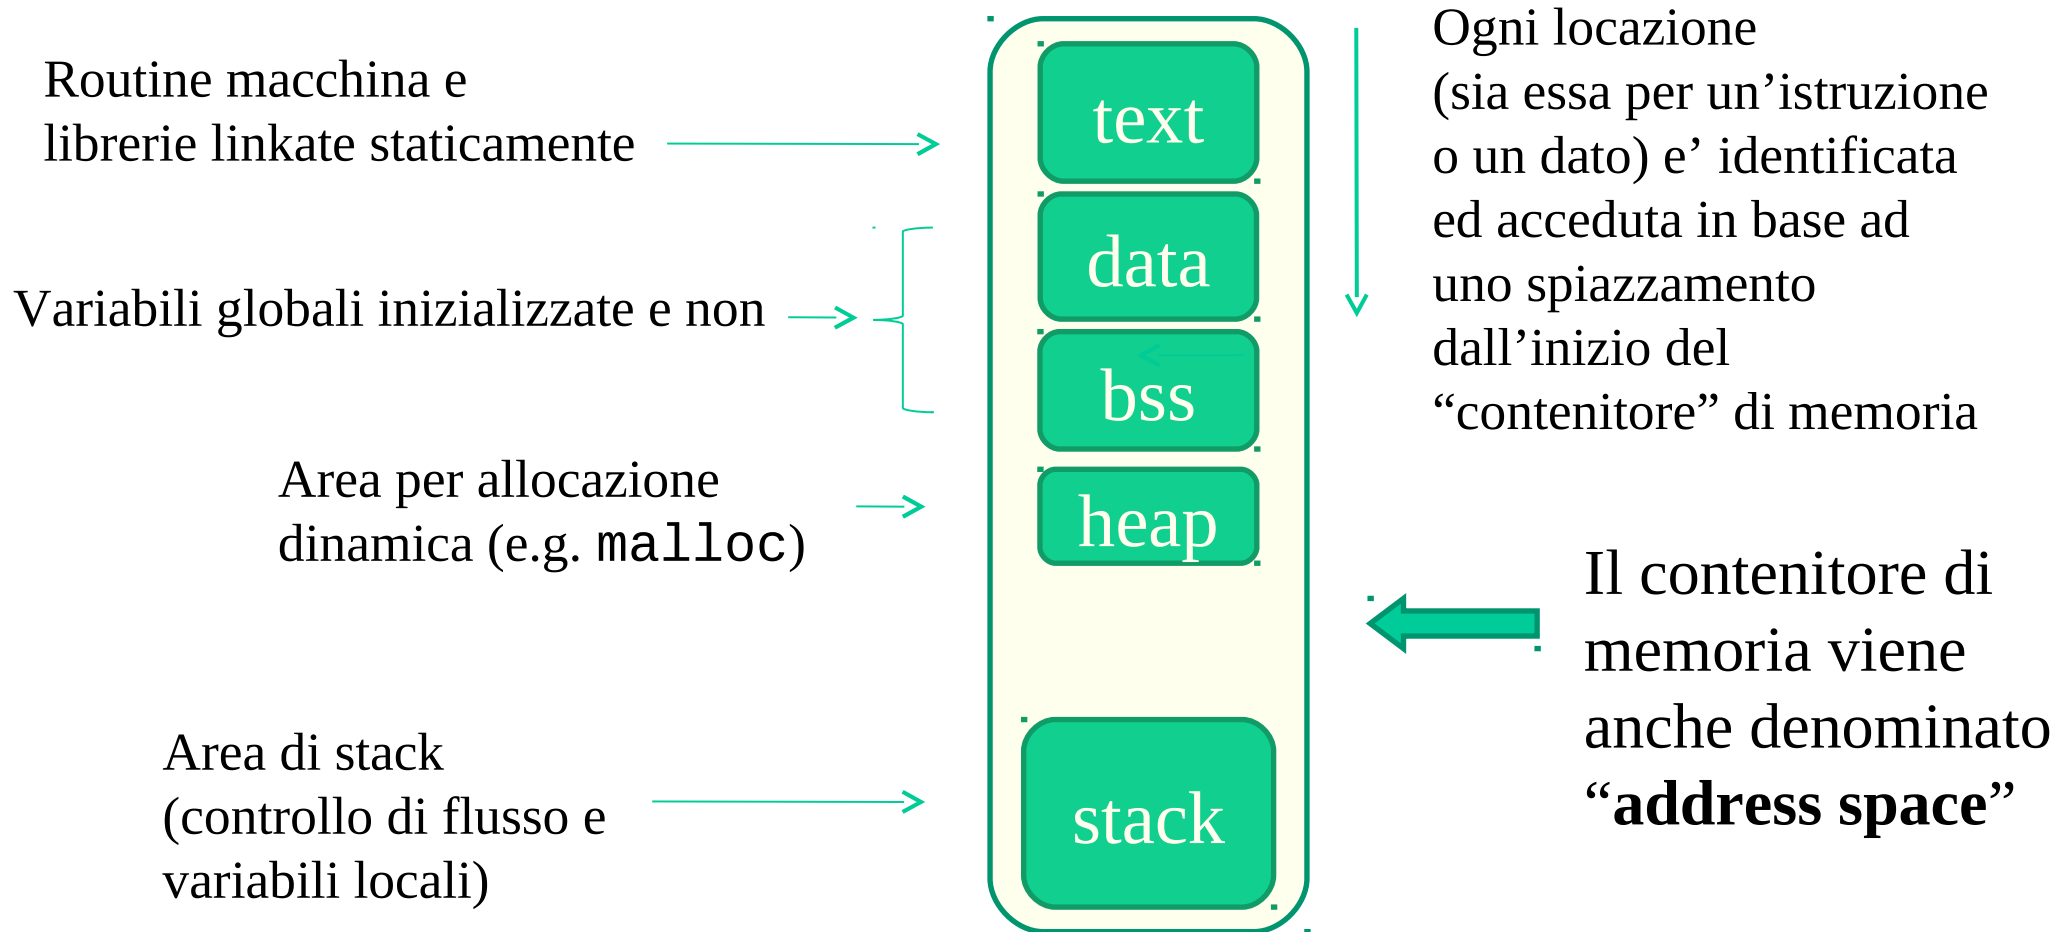 Routine macchina e
librerie linkate staticamente
Variabili globali inizializzate e non
Area per allocazione
dinamica (e.g. malloc)
Area di stack
(controllo di flusso e
variabili locali)
text
data
bss
heap
stack
Ogni locazione
(sia essa per un’istruzione
o un dato) e’ identificata
ed acceduta in base ad
uno spiazzamento
dall’inizio del
“contenitore” di memoria
Il contenitore di
memoria viene
anche denominato
“address space”